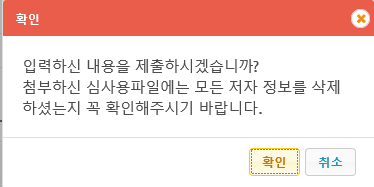 확인
입력하신 내용을 제출하시겠습니까?
첨부하신 심사용파일에는 모든 저자 정보를 삭제
하셨는지 꼭 확인해주시기 바랍니다.
확인 취소